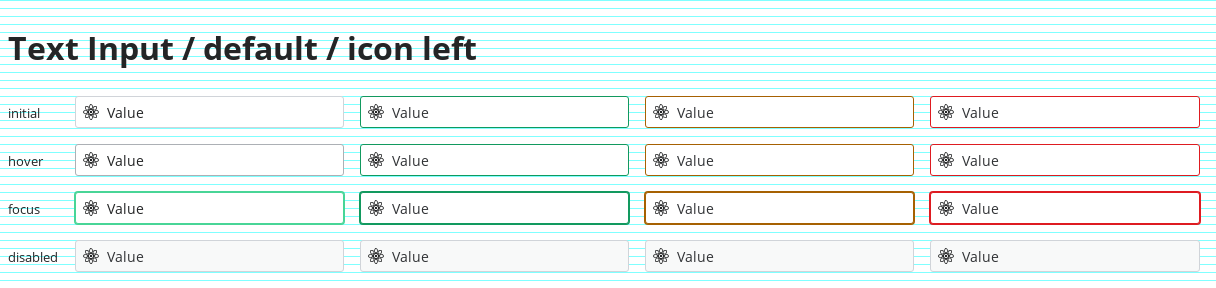 Text Input / default / icon left
initial Value Value Value Value
hover Value Value Value Value
focus Value Value Value Value
disabled Value Value Value Value